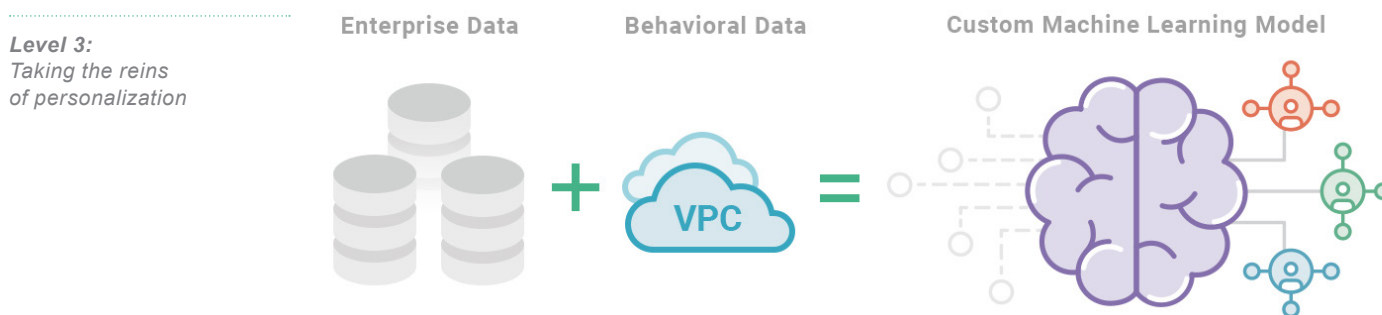 Level 3:
Taking the reins
of personalization
Enterprise Data
Behavioral Data
Custom Machine Learning Model
VPC